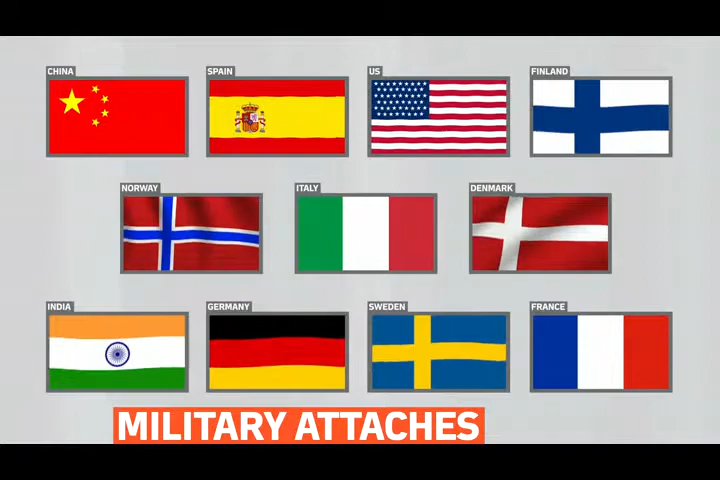 CHINA
SPAIN
US
FINLAND
NORWAY
ITALY
DENMARK
INDIA
GERMANY
SWEDEN
FRANCE
MILITARY ATTACHES